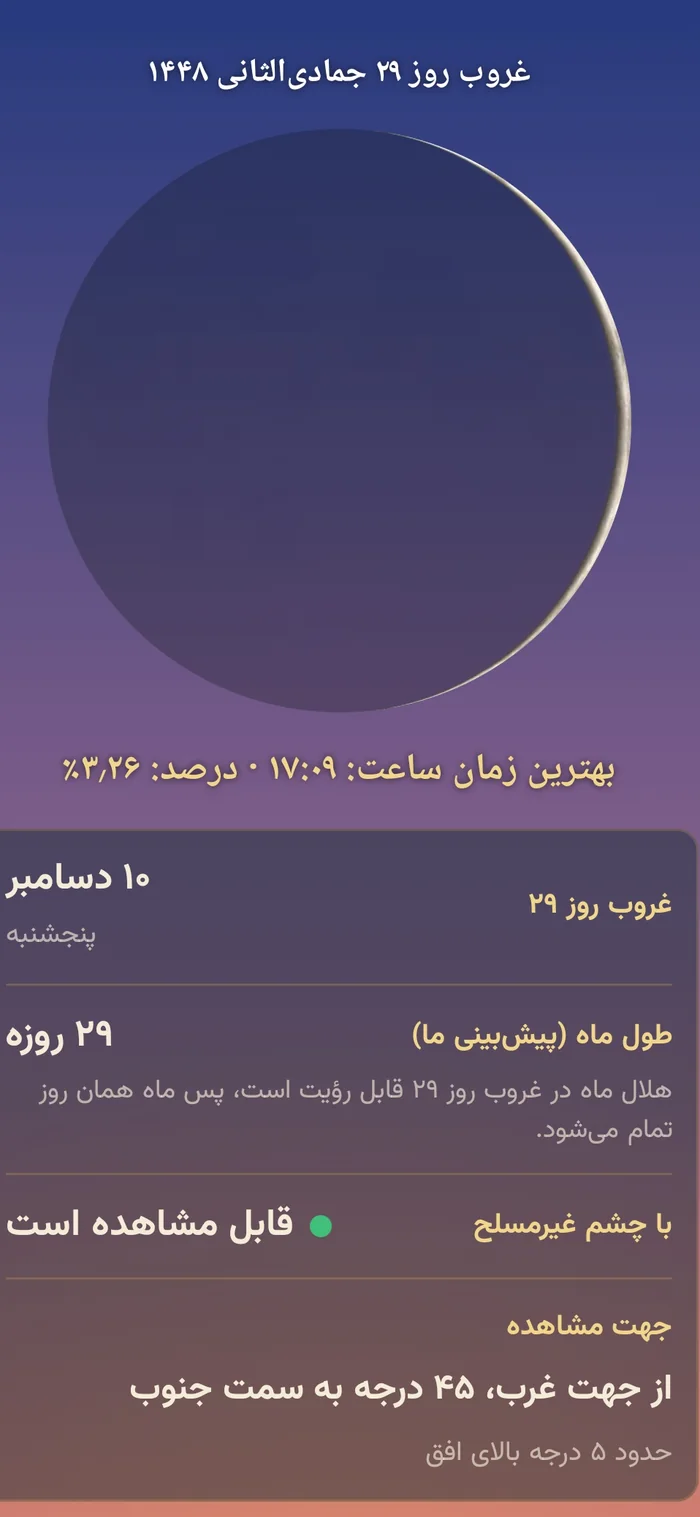 غروب روز ۲۹ جمادی‌الثانی ۱۴۴۸
بهترین زمان ساعت: ۱۷:۰۹ · درصد: ۳٫۲۶٪
غروب روز ۲۹
۱۰ دسامبر
پنجشنبه
طول ماه (پیش‌بینی ما)
۲۹ روزه
هلال ماه در غروب روز ۲۹ قابل رؤیت است، پس ماه همان روز
تمام می‌شود.
با چشم غیرمسلح
قابل مشاهده است
جهت مشاهده
از جهت غرب، ۴۵ درجه به سمت جنوب
حدود ۵ درجه بالای افق